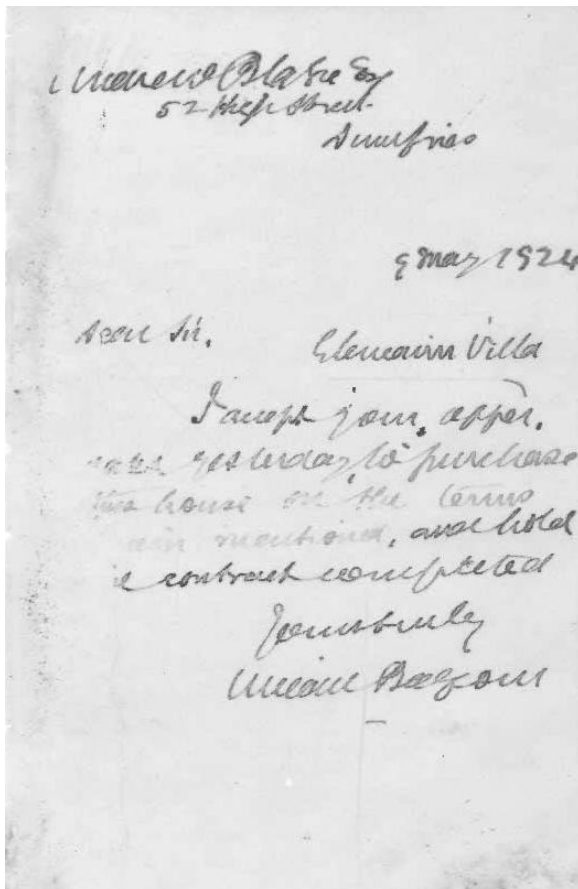 Blake Esq
52 High Street
Dumfries
9 May 1924
Dear Sir,
Glencairn Villa
I accept your offer,
yesterday, to purchase
house on the terms
mentioned, and hold
contract completed
Yours truly